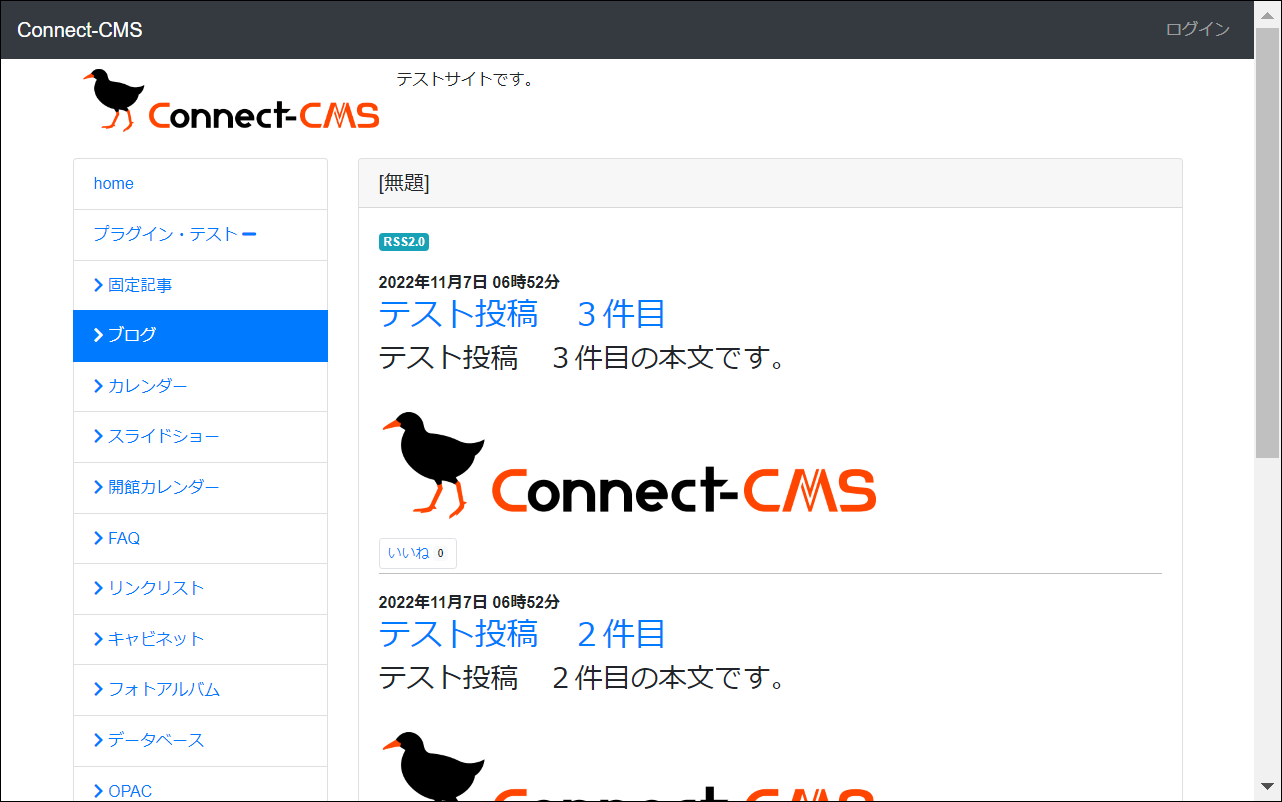 Connect-CMS
ログイン
Connect-CMS
テストサイトです。
home
プラグイン・テスト
固定記事
ブログ
カレンダー
スライドショー
開館カレンダー
FAQ
リンクリスト
キャビネット
フォトアルバム
データベース
OPAC
[無題]
RSS2.0
2022年11月7日 06時52分
テスト投稿　３件目
テスト投稿　３件目の本文です。
Connect-CMS
いいね 0
2022年11月7日 06時52分
テスト投稿　２件目
テスト投稿　２件目の本文です。
Connect-CMS